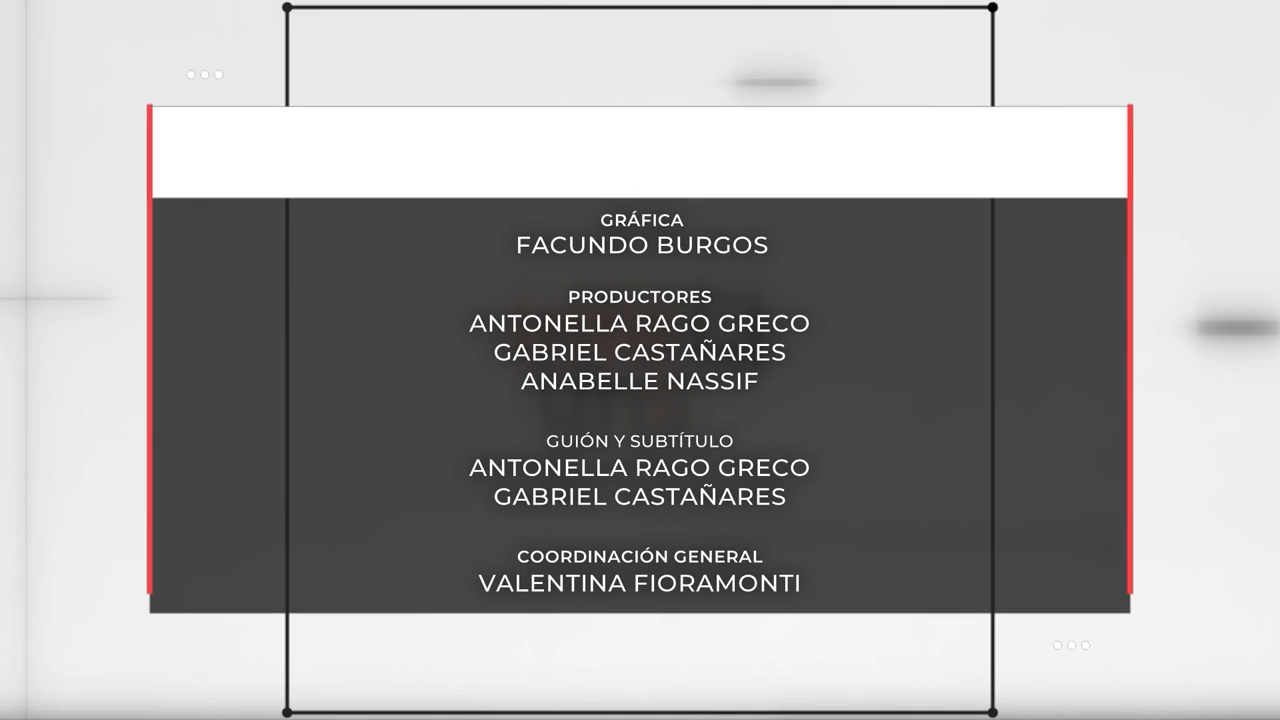 GRÁFICA
FACUNDO BURGOS
PRODUCTORES
ANTONELLA RAGO GRECO
GABRIEL CASTAÑARES
ANABELLE NASSIF
GUIÓN Y SUBTÍTULO
ANTONELLA RAGO GRECO
GABRIEL CASTAÑARES
COORDINACIÓN GENERAL
VALENTINA FIORAMONTI